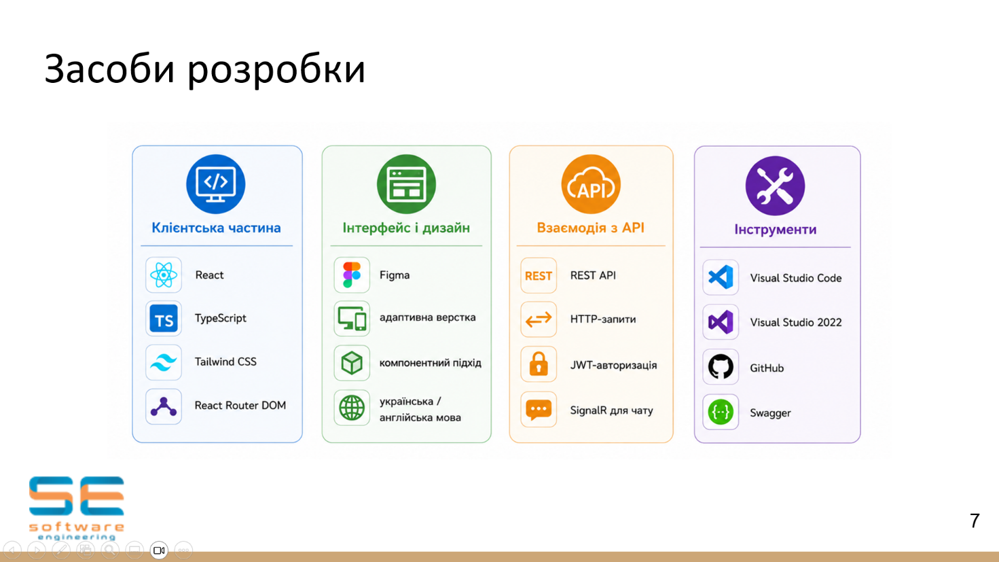 Засоби розробки
</>
Клієнтська частина
React
TS
TypeScript
Tailwind CSS
React Router DOM
Інтерфейс і дизайн
Figma
адаптивна верстка
компонентний підхід
українська /
англійська мова
API
Взаємодія з API
REST
REST API
HTTP-запити
JWT-авторизація
SignalR для чату
Інструменти
Visual Studio Code
Visual Studio 2022
GitHub
{··}
Swagger
SE
software
engineering
7